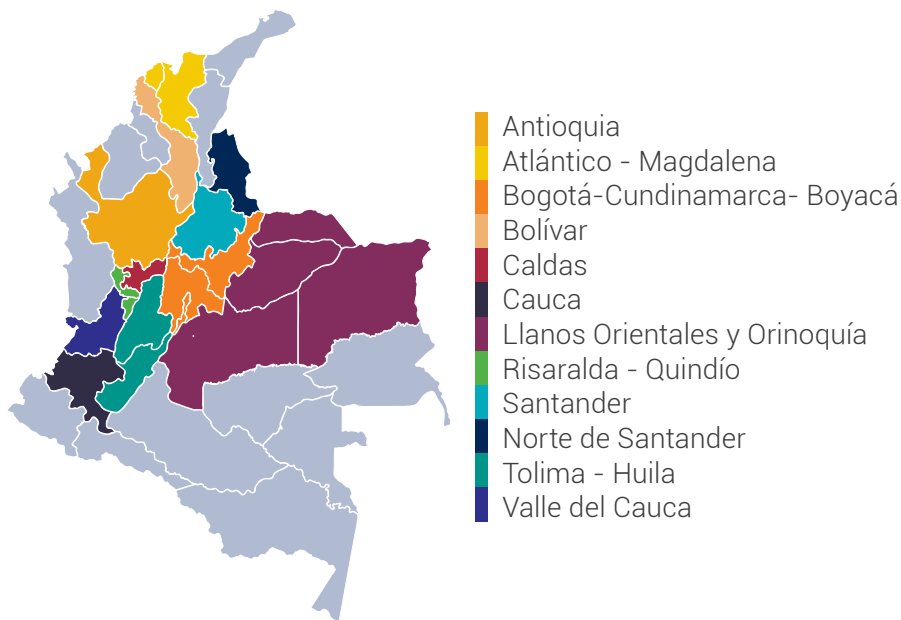 Antioquia
Atlántico - Magdalena
Bogotá-Cundinamarca- Boyacá
Bolívar
Caldas
Cauca
Llanos Orientales y Orinoquía
Risaralda - Quindío
Santander
Norte de Santander
Tolima - Huila
Valle del Cauca